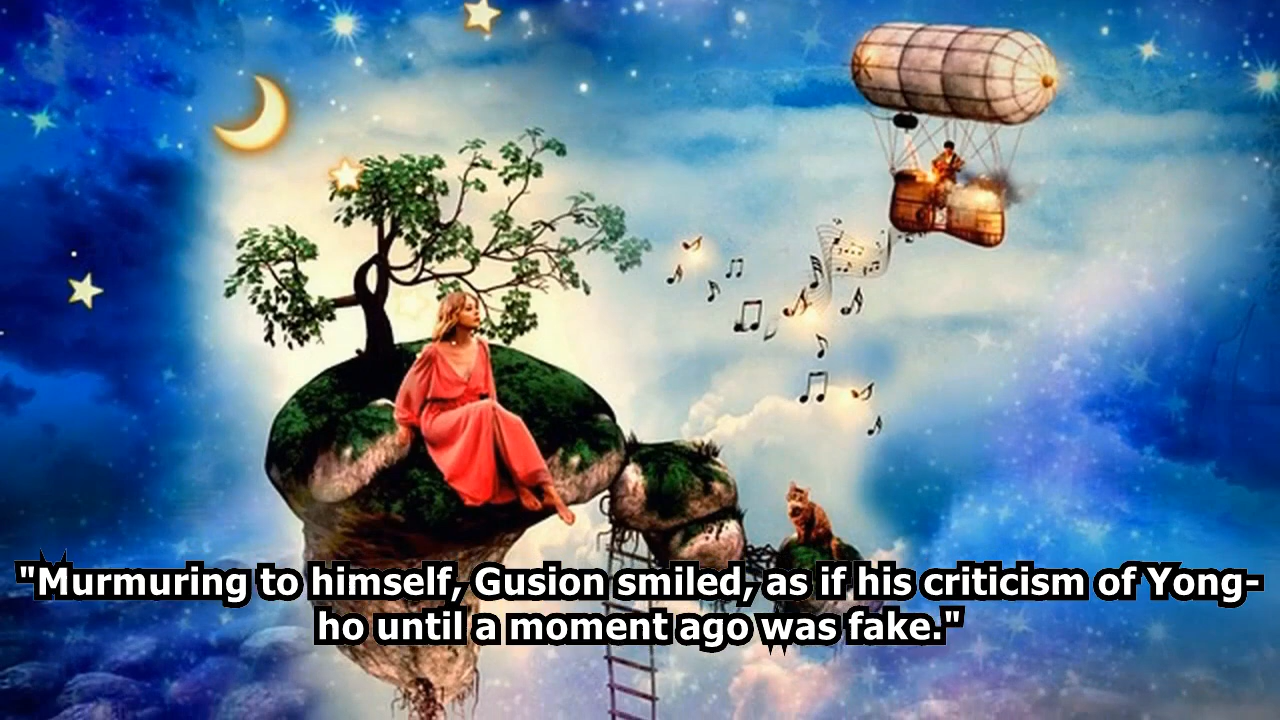 "Murmuring to himself, Gusion smiled, as if his criticism of Yong-
ho until a moment ago was fake."